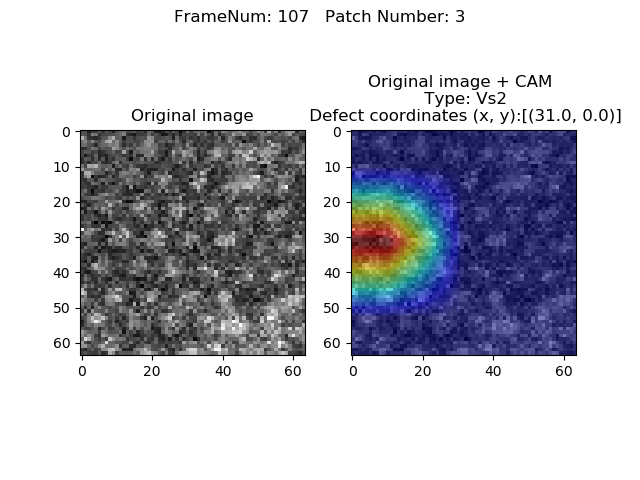 FrameNum: 107   Patch Number: 3
Original image
Original image + CAM
Type: Vs2
Defect coordinates (x, y):[(31.0, 0.0)]
0
10
20
30
40
50
60
0 20 40 60
0
10
20
30
40
50
60
0 20 40 60